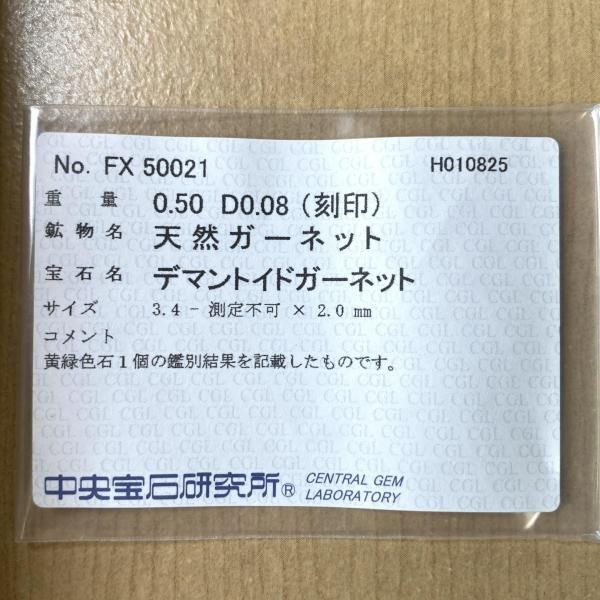 No. FX 50021 H010825
重量 0.50 D0.08 (刻印)
鉱物名 天然ガーネット
宝石名 デマントイドガーネット
サイズ 3.4 - 測定不可 × 2.0 mm
コメント
黄緑色石1個の鑑別結果を記載したものです。
中央宝石研究所® CENTRAL GEM
LABORATORY